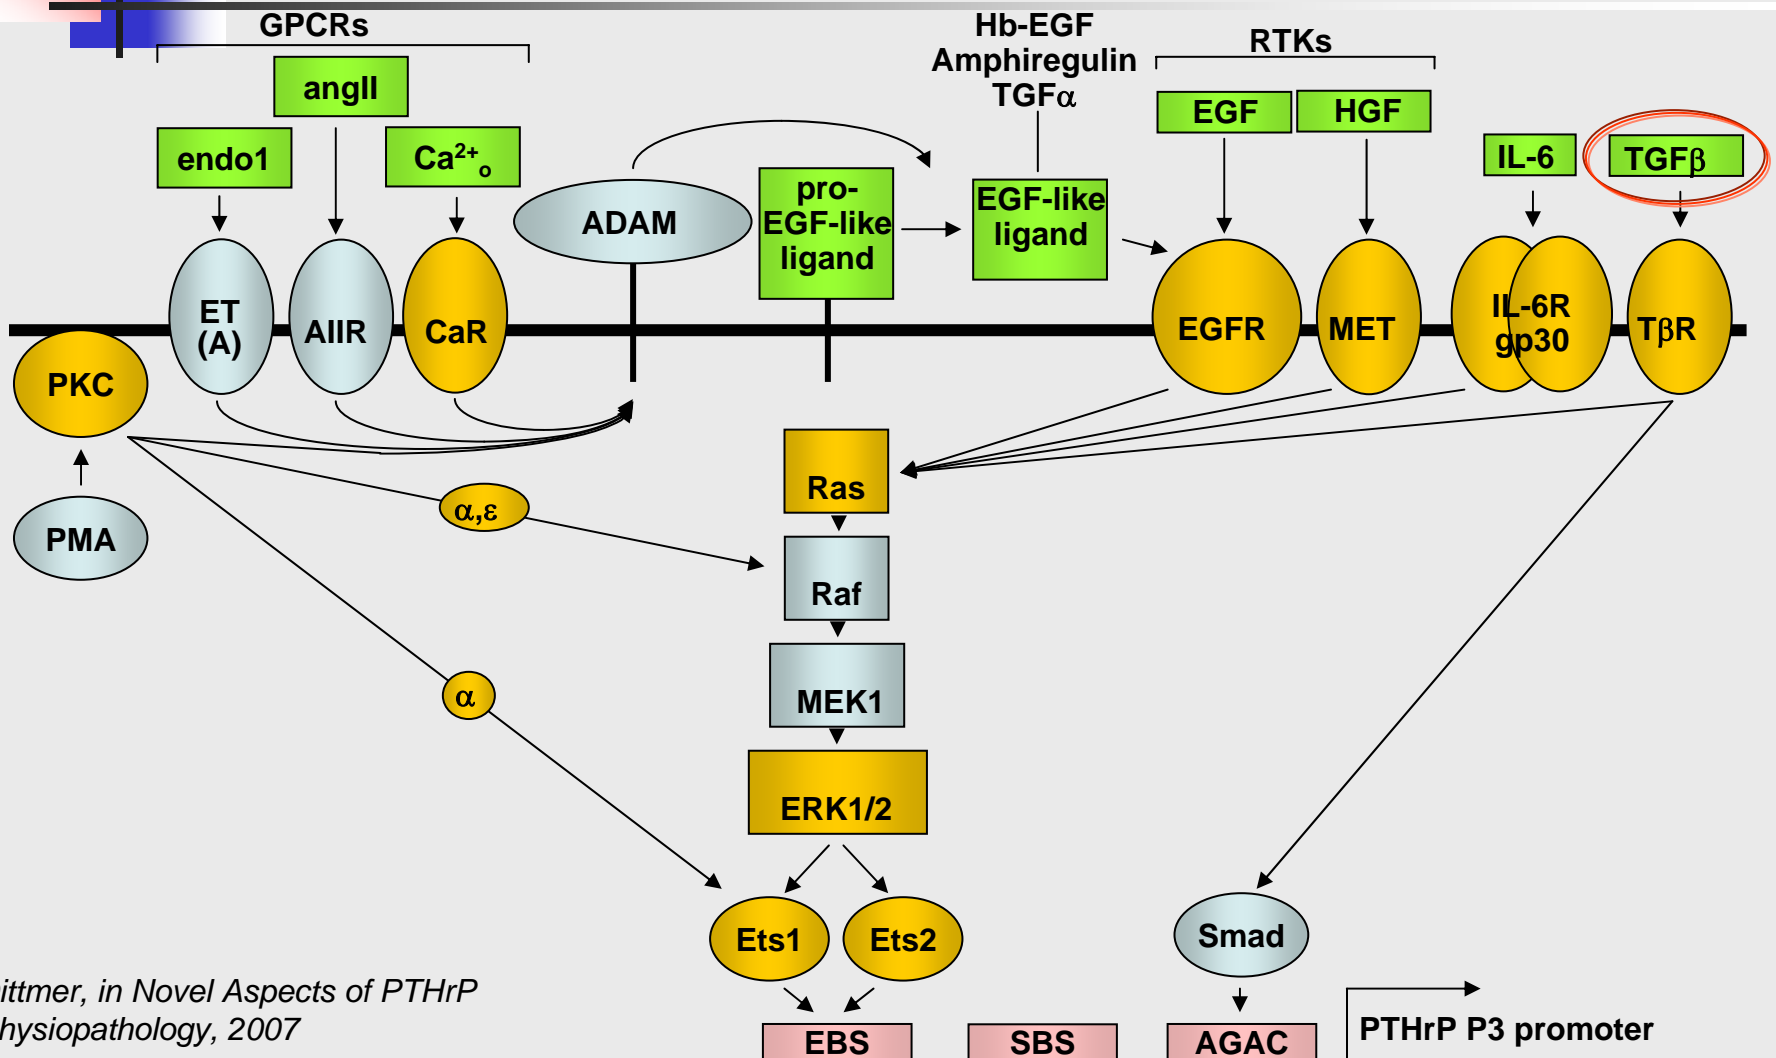 GPCRs
Hb-EGF
Amphiregulin
TGFα
RTKs
angII
EGF
HGF
endo1
Ca²⁺ₒ
IL-6
TGFβ
ADAM
pro-
EGF-like
ligand
EGF-like
ligand
ET
(A)
AIIR
CaR
EGFR
MET
IL-6R
gp30
TβR
PKC
Ras
α,ε
PMA
Raf
α
MEK1
ERK1/2
Ets1
Ets2
Smad
ittmer, in Novel Aspects of PTHrP
hysiopathology, 2007
PTHrP P3 promoter
EBS
SBS
AGAC